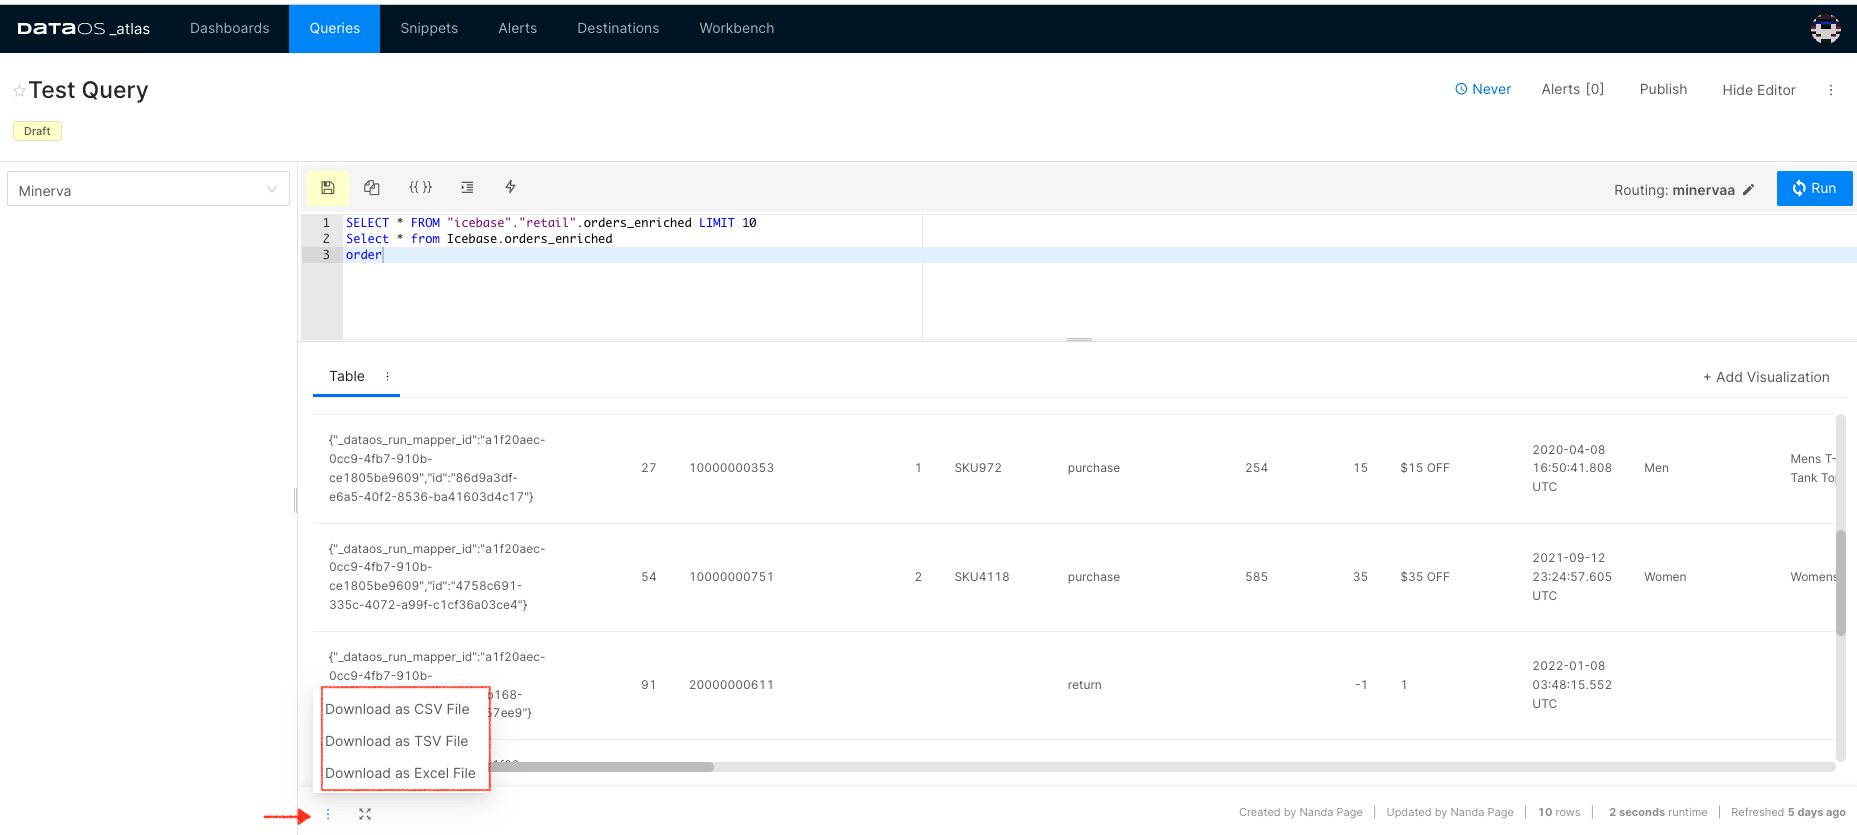 DATAOS_atlas Dashboards Queries Snippets Alerts Destinations Workbench
Test Query
Never Alerts [0] Publish Hide Editor
Draft
Minerva
{{ }}
Routing: minervaa Run
1 SELECT * FROM "icebase"."retail".orders_enriched LIMIT 10
2 Select * from Icebase.orders_enriched
3 order
Table + Add Visualization
{"_dataos_run_mapper_id":"a1f20aec-
0cc9-4fb7-910b-
ce1805be9609","id":"86d9a3df-
e6a5-40f2-8536-ba41603d4c17"}
27 10000000353 1 SKU972 purchase 254 15 $15 OFF
2020-04-08
16:50:41.808
UTC
Men
Mens T-
Tank Top
{"_dataos_run_mapper_id":"a1f20aec-
0cc9-4fb7-910b-
ce1805be9609","id":"4758c691-
335c-4072-a99f-c1cf36a03ce4"}
54 10000000751 2 SKU4118 purchase 585 35 $35 OFF
2021-09-12
23:24:57.605
UTC
Women
Womens
{"_dataos_run_mapper_id":"a1f20aec-
0cc9-4fb7-910b-
b168-
57ee9"}
91 20000000611 return -1 1
2022-01-08
03:48:15.552
UTC
Download as CSV File
Download as TSV File
Download as Excel File
Created by Nanda Page Updated by Nanda Page 10 rows 2 seconds runtime Refreshed 5 days ago